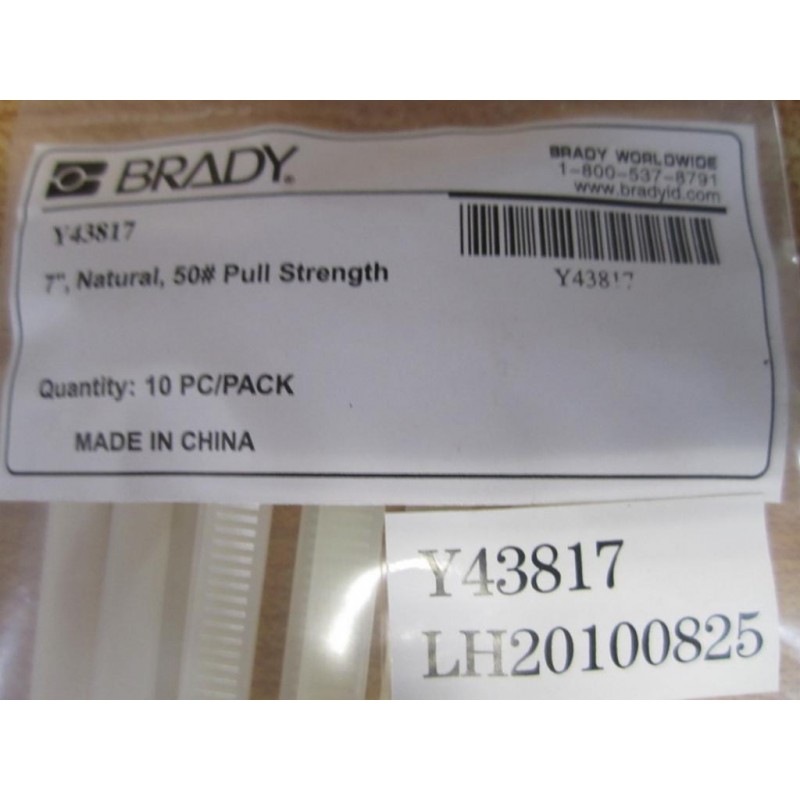 BRADY.
BRADY WORLDWIDE
1-800-537-8791
www.bradyid.com
Y43817
7", Natural, 50# Pull Strength
Y43817
Quantity: 10 PC/PACK
MADE IN CHINA
Y43817
LH20100825